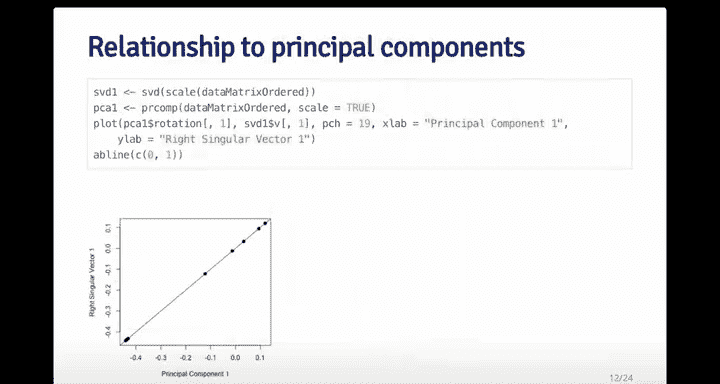 Relationship to principal components
svd1 <- svd(scale(dataMatrixOrdered))
pca1 <- prcomp(dataMatrixOrdered, scale = TRUE)
plot(pca1$rotation[, 1], svd1$v[, 1], pch = 19, xlab = "Principal Component 1",
ylab = "Right Singular Vector 1")
abline(c(0, 1))
Right Singular Vector 1
0.1
0.0
-0.1
-0.2
-0.3
-0.4
-0.4 -0.3 -0.2 -0.1 0.0 0.1
Principal Component 1
12/24